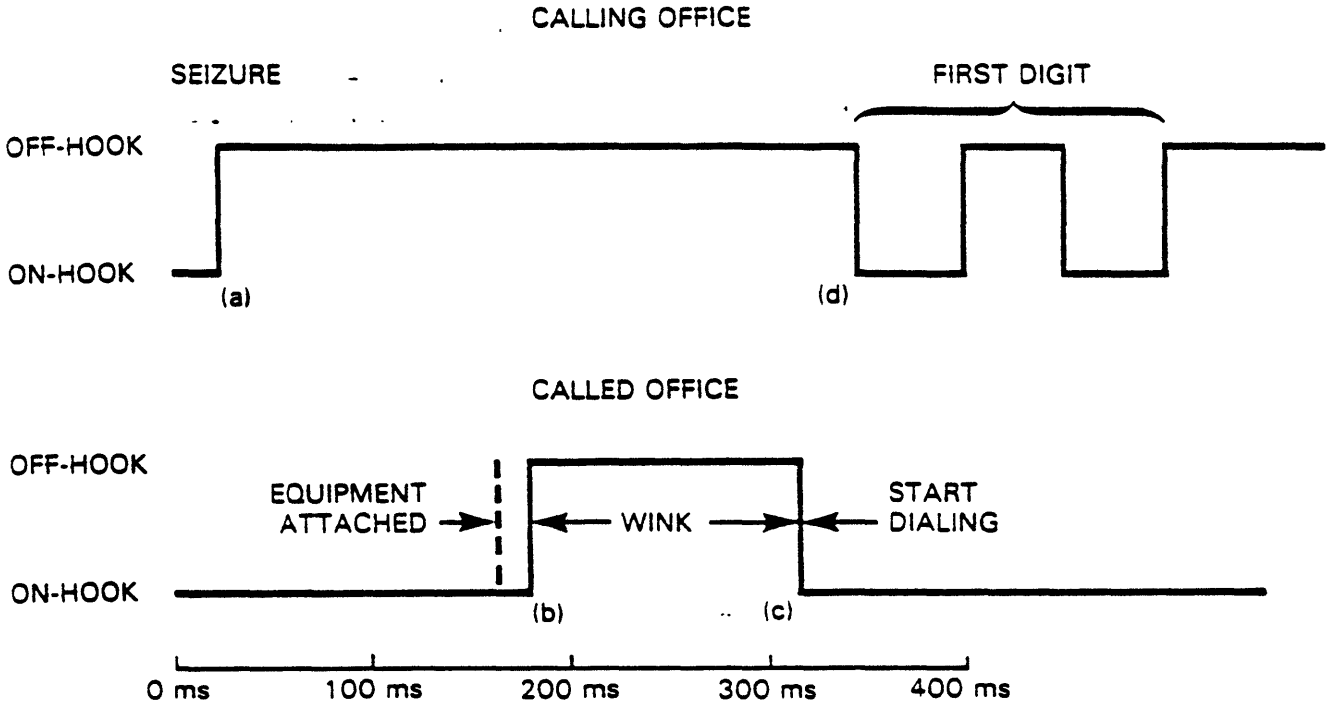 CALLING OFFICE
SEIZURE
FIRST DIGIT
OFF-HOOK
ON-HOOK
(a)
(d)
CALLED OFFICE
OFF-HOOK
EQUIPMENT
ATTACHED
WINK
START
DIALING
ON-HOOK
(b)
(c)
0 ms
100 ms
200 ms
300 ms
400 ms